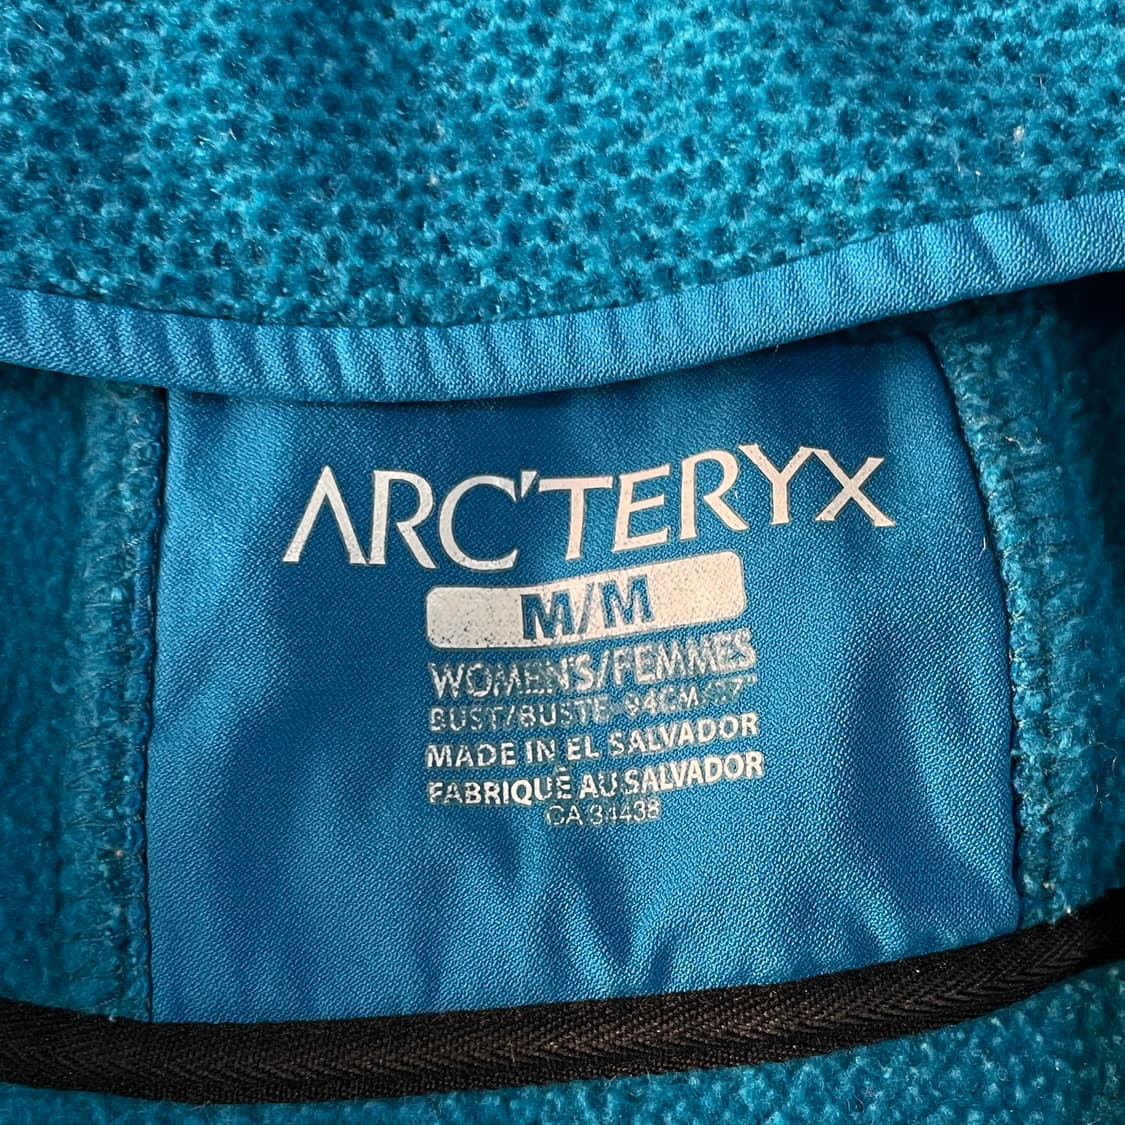 ARC'TERYX
M/M
WOMEN'S/FEMMES
BUST/BUSTE-94CM/37"
MADE IN EL SALVADOR
FABRIQUÉ AU SALVADOR
CA 34438